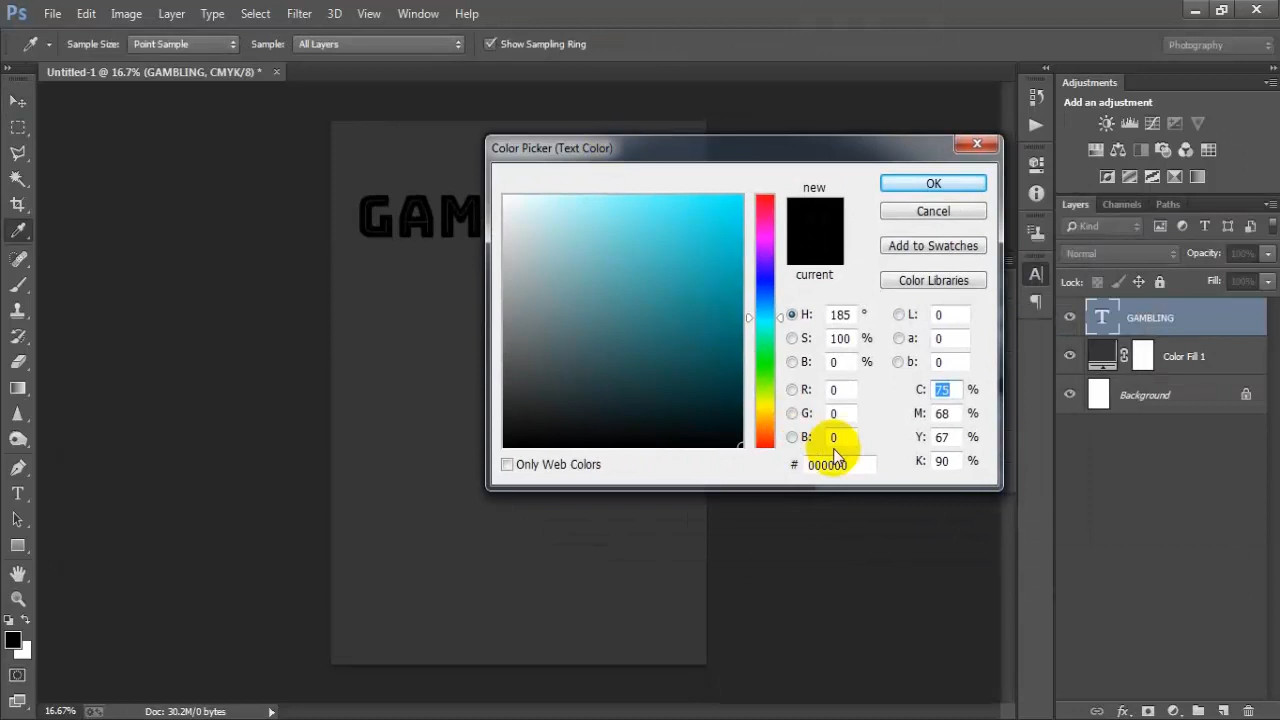 Ps File Edit Image Layer Type Select Filter 3D View Window Help
Sample Size: Point Sample Sample: All Layers Show Sampling Ring Photography
Untitled-1 @ 16.7% (GAMBLING, CMYK/8) *
Adjustments
Add an adjustment
Color Picker (Text Color)
new
OK
current
Cancel
Add to Swatches
Color Libraries
GAM
H: 185 ° L: 0
S: 100 % a: 0
B: 0 % b: 0
R: 0 C: 75 %
G: 0 M: 68 %
B: 0 Y: 67 %
# 000000 K: 90 %
Only Web Colors
Layers Channels Paths
Kind
Normal Opacity: 100%
Lock: Fill: 100%
T GAMBLING
Color Fill 1
Background
A
T
16.67% Doc: 30.2M/0 bytes
fx